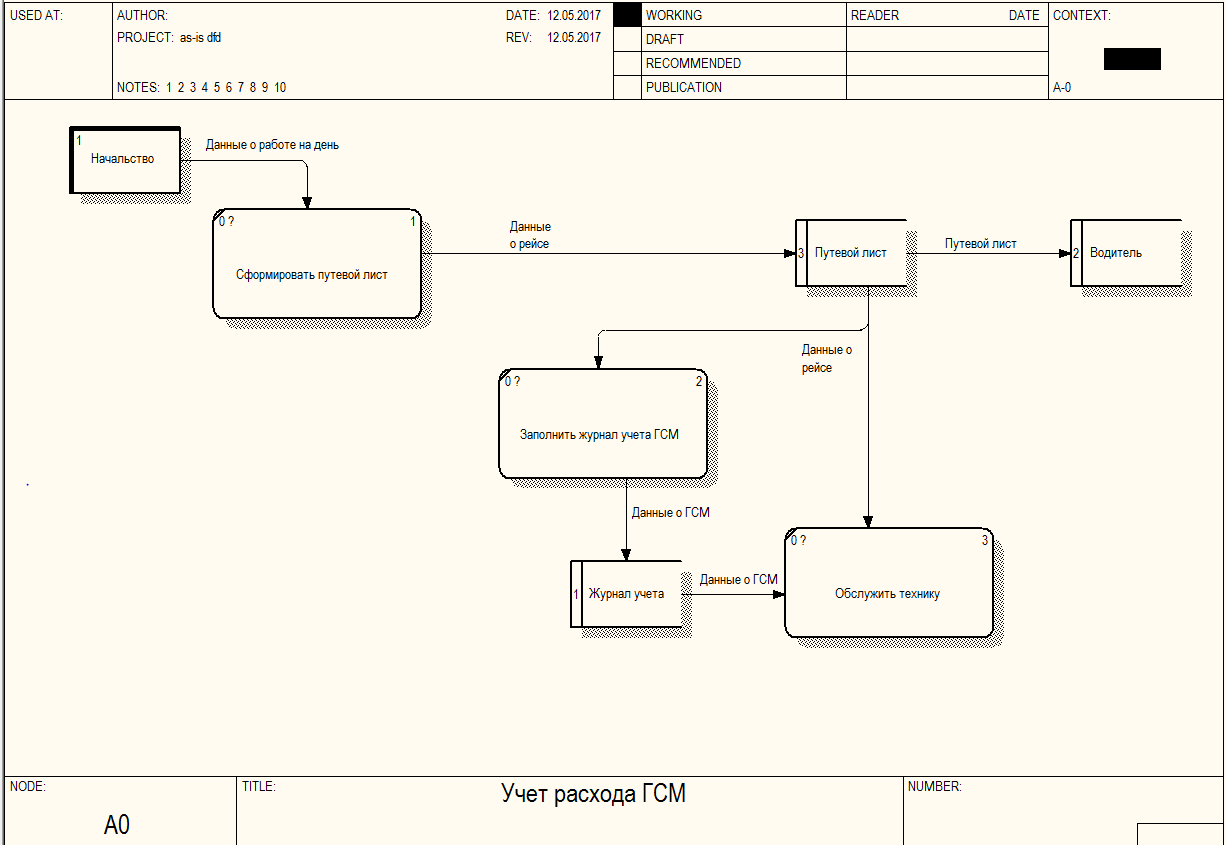 USED AT:
AUTHOR:
DATE: 12.05.2017
PROJECT: as-is dfd
REV: 12.05.2017
NOTES: 1 2 3 4 5 6 7 8 9 10
WORKING
DRAFT
RECOMMENDED
PUBLICATION
READER
DATE
CONTEXT:
A-0
1
Начальство
Данные о работе на день
0 ?
1
Сформировать путевой лист
Данные
о рейсе
3
Путевой лист
Путевой лист
2
Водитель
Данные о
рейсе
0 ?
2
Заполнить журнал учета ГСМ
Данные о ГСМ
1
Журнал учета
Данные о ГСМ
0 ?
3
Обслужить технику
NODE:
A0
TITLE:
Учет расхода ГСМ
NUMBER: